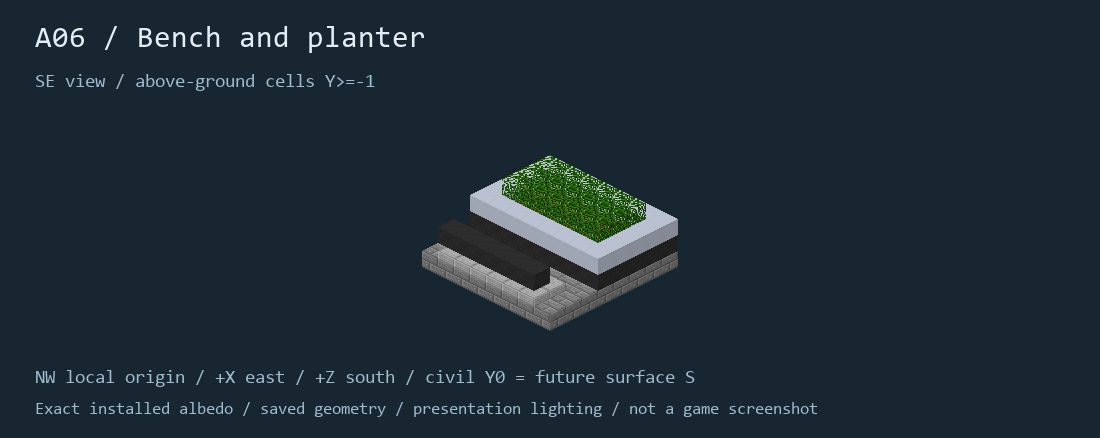 A06 / Bench and planter
SE view / above-ground cells Y>=-1
NW local origin / +X east / +Z south / civil Y0 = future surface S
Exact installed albedo / saved geometry / presentation lighting / not a game screenshot